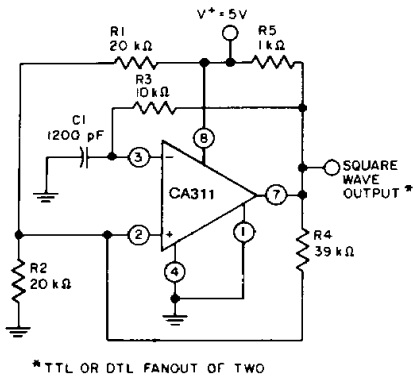 V+ = 5V
R1
20 kΩ
R5
1 kΩ
R3
10 kΩ
C1
1200 pF
8
3
−
CA311
7
SQUARE
WAVE
OUTPUT *
2
+
1
4
R4
39 kΩ
R2
20 kΩ
* TTL OR DTL FANOUT OF TWO